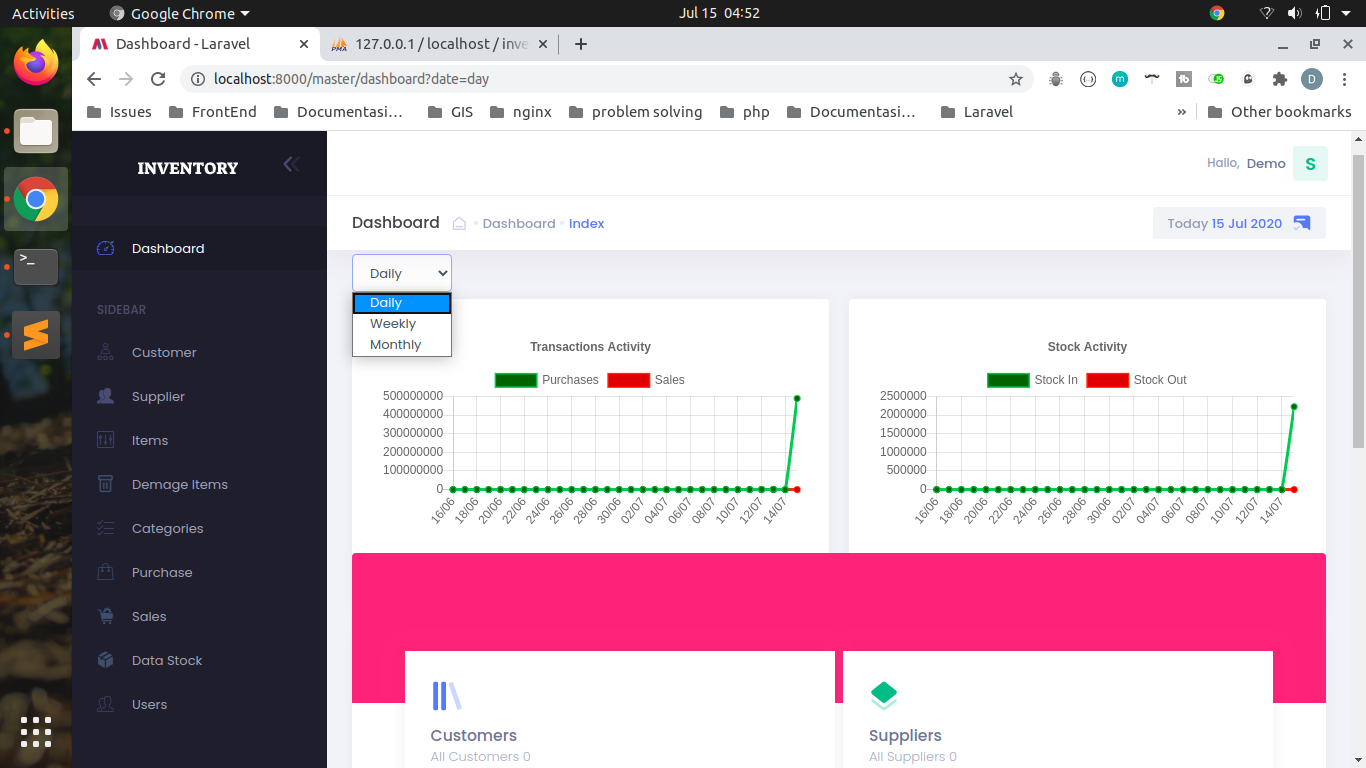 Activities Google Chrome Jul 15 04:52
Dashboard - Laravel 127.0.0.1 / localhost / inve
localhost:8000/master/dashboard?date=day D
Issues FrontEnd Documentasi… GIS nginx problem solving php Documentasi… Laravel » Other bookmarks
INVENTORY
Hallo, Demo S
Dashboard Dashboard Index
Today 15 Jul 2020
Dashboard
SIDEBAR
Customer
Supplier
Items
Demage Items
Categories
Purchase
Sales
Data Stock
Users
Daily
Daily
Weekly
Monthly
Transactions Activity
Purchases Sales
500000000
400000000
300000000
200000000
100000000
0
16/06 18/06 20/06 22/06 24/06 26/06 28/06 30/06 02/07 04/07 06/07 08/07 10/07 12/07 14/07
Stock Activity
Stock In Stock Out
2500000
2000000
1500000
1000000
500000
0
16/06 18/06 20/06 22/06 24/06 26/06 28/06 30/06 02/07 04/07 06/07 08/07 10/07 12/07 14/07
Customers
All Customers 0
Suppliers
All Suppliers 0